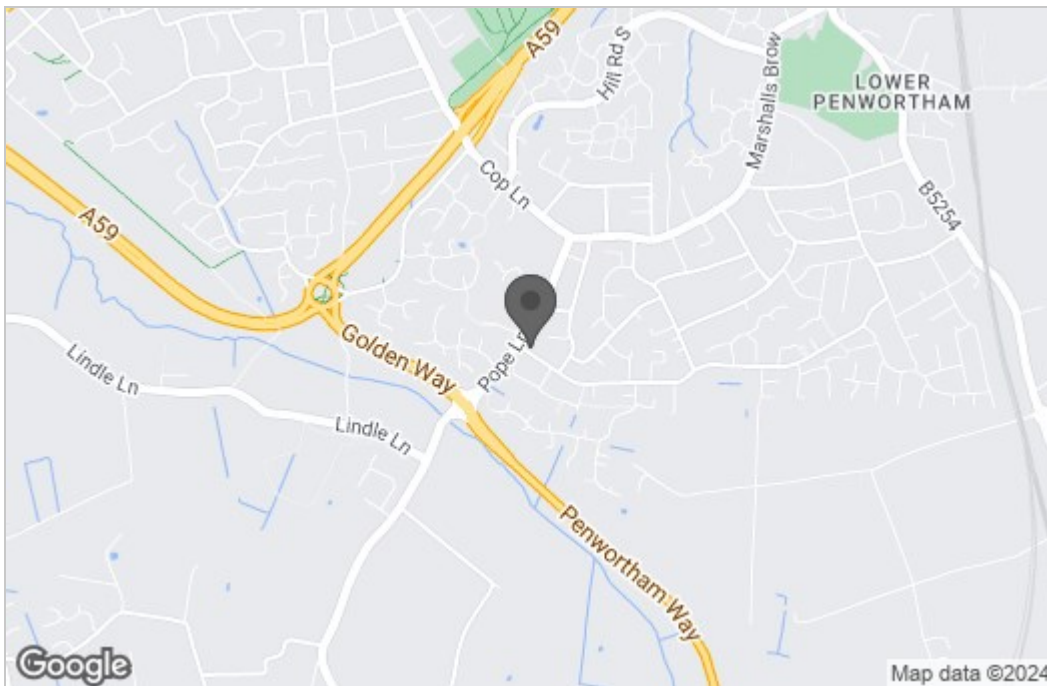 A59
Hill Rd S
Marshalls Brow
LOWER
PENWORTHAM
Cop Ln
B5254
A59
Golden Way
Pope Ln
Lindle Ln
Lindle Ln
Penwortham Way
Google
Map data ©2024